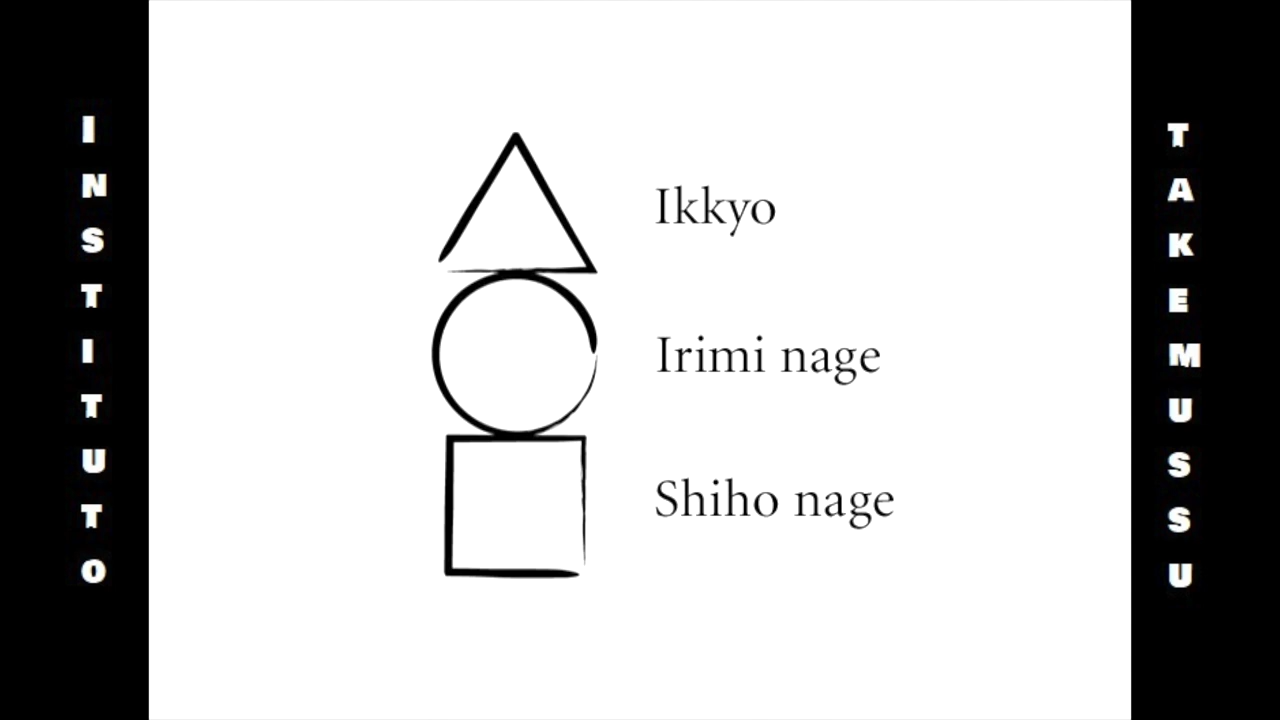 INSTITUTO
Ikkyo
Irimi nage
Shiho nage
TAKEMUSSU